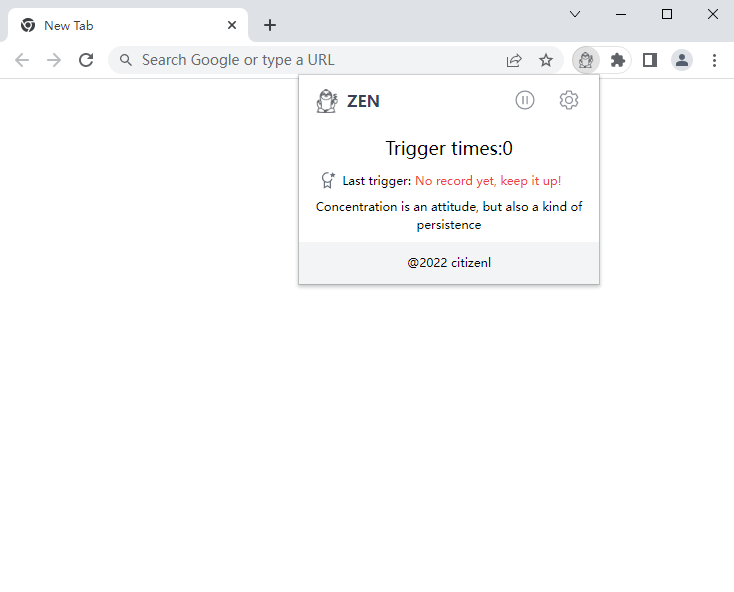 New Tab
Search Google or type a URL
ZEN
Trigger times:0
Last trigger: No record yet, keep it up!
Concentration is an attitude, but also a kind of
persistence
@2022 citizenl